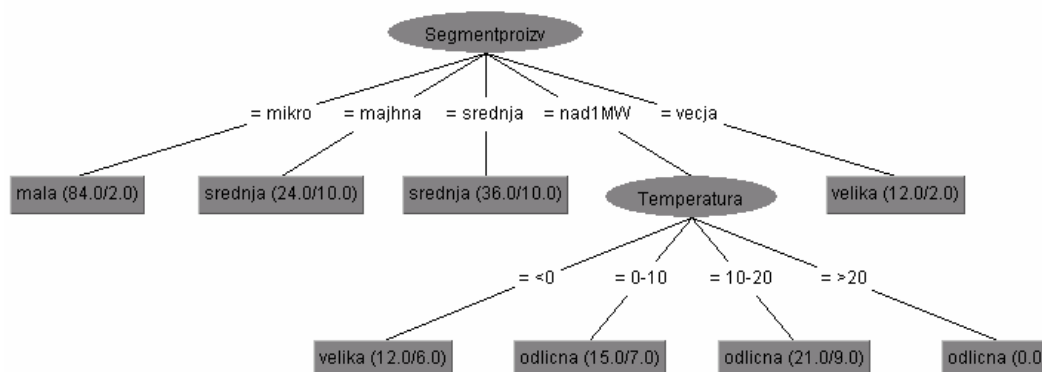 Segmentproizv
= mikro = majhna = srednja = nad1MW = vecja
mala (84.0/2.0) srednja (24.0/10.0) srednja (36.0/10.0) Temperatura velika (12.0/2.0)
= <0 = 0-10 = 10-20 = >20
velika (12.0/6.0) odlicna (15.0/7.0) odlicna (21.0/9.0) odlicna (0.0